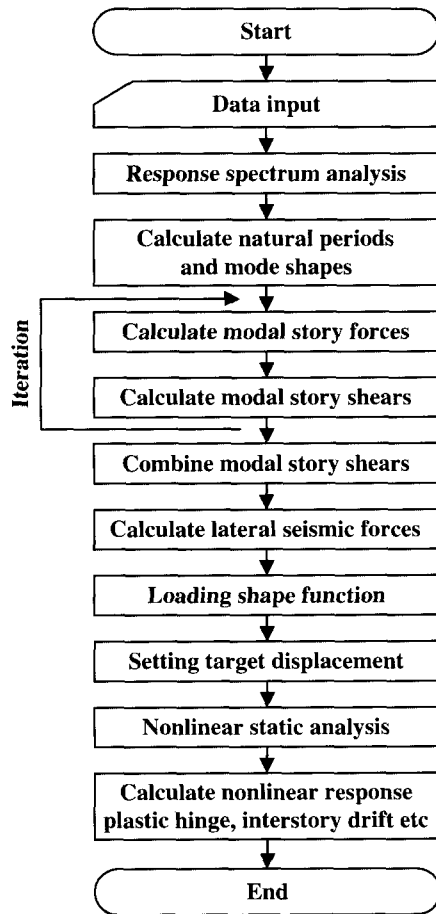 Start
Data input
Response spectrum analysis
Calculate natural periods
and mode shapes
Iteration
Calculate modal story forces
Calculate modal story shears
Combine modal story shears
Calculate lateral seismic forces
Loading shape function
Setting target displacement
Nonlinear static analysis
Calculate nonlinear response
plastic hinge, interstory drift etc
End